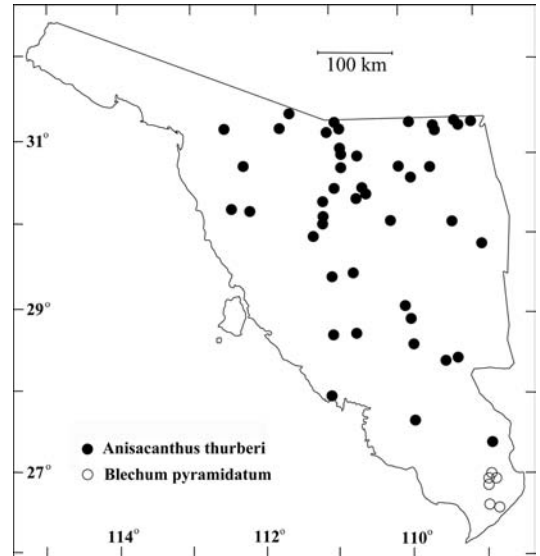 100 km
31°
29°
● Anisacanthus thurberi
○ Blechum pyramidatum
27°
114° 112° 110°